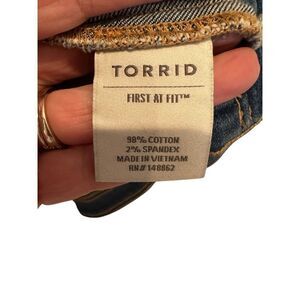 TORRID
FIRST AT FIT™
98% COTTON
2% SPANDEX
MADE IN VIETNAM
RN# 148862